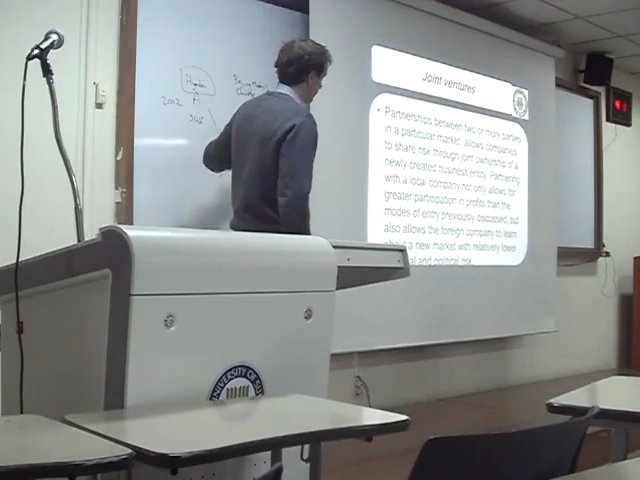 Joint ventures
• Partnerships between two or more parties
in a particular market, allows companies
to share risk through joint ownership of a
newly created business entity. Partnering
with a local company not only allows for
greater participation in profits than the
modes of entry previously discussed, but
also allows the foreign company to learn
about a new market with relatively lower
and political risk.
2002
UNIVERSITY OF